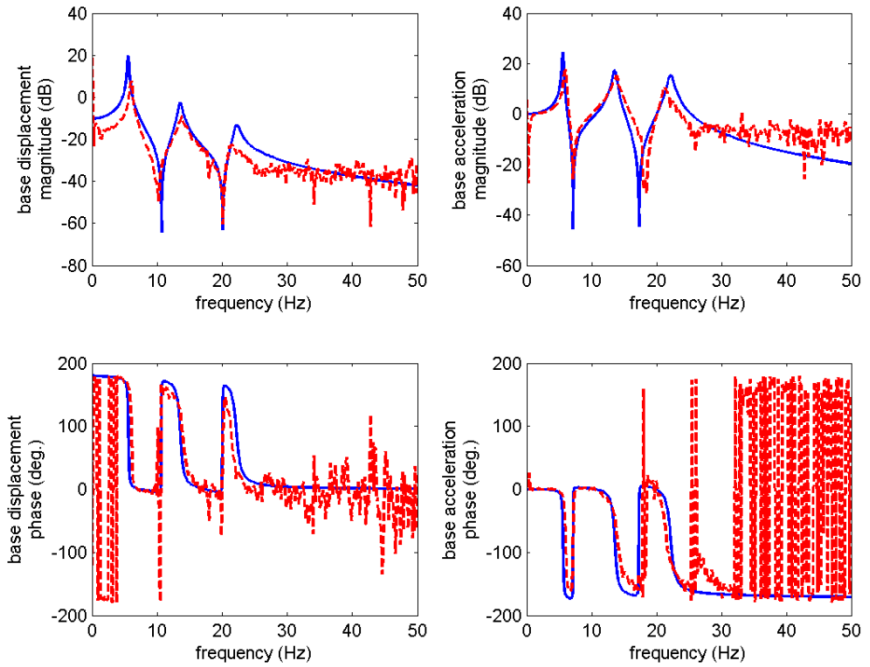 base displacement
magnitude (dB)
40
20
0
-20
-40
-60
-80
0 10 20 30 40 50
frequency (Hz)
base acceleration
magnitude (dB)
40
20
0
-20
-40
-60
0 10 20 30 40 50
frequency (Hz)
base displacement
phase (deg.)
200
100
0
-100
-200
0 10 20 30 40 50
frequency (Hz)
base acceleration
phase (deg.)
200
100
0
-100
-200
0 10 20 30 40 50
frequency (Hz)